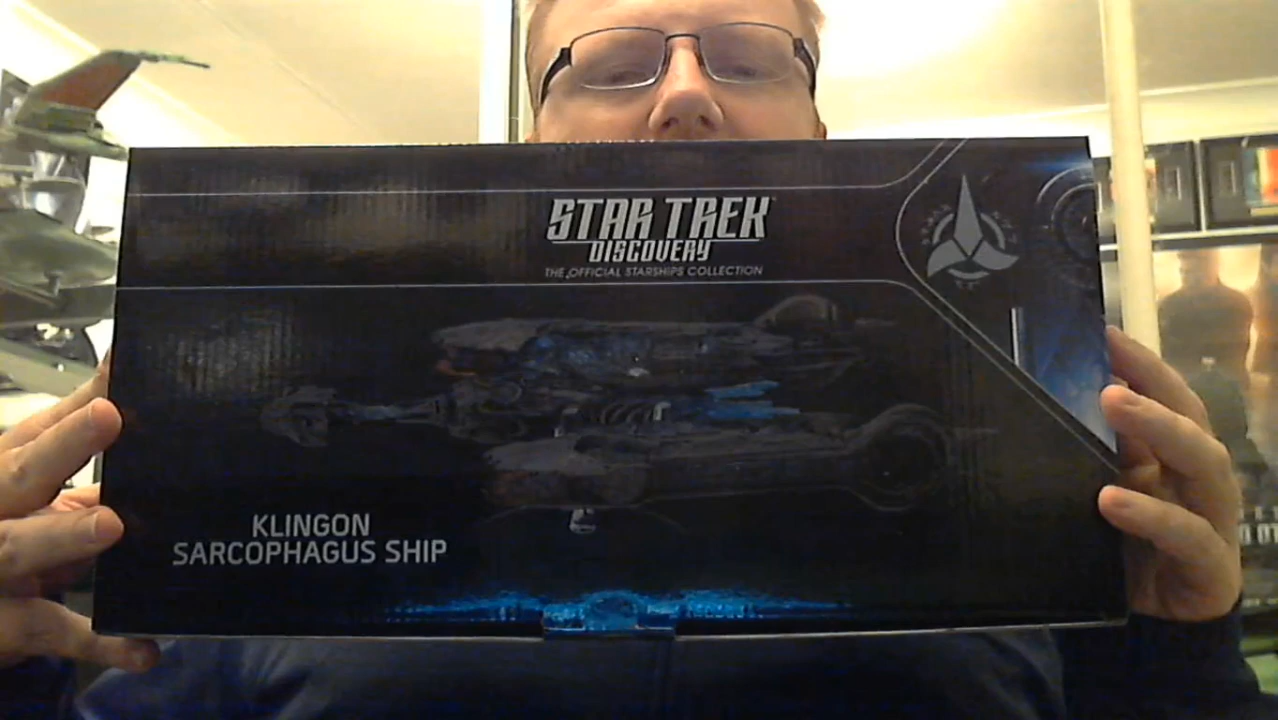 STAR TREK
DISCOVERY
THE OFFICIAL STARSHIPS COLLECTION
KLINGON
SARCOPHAGUS SHIP